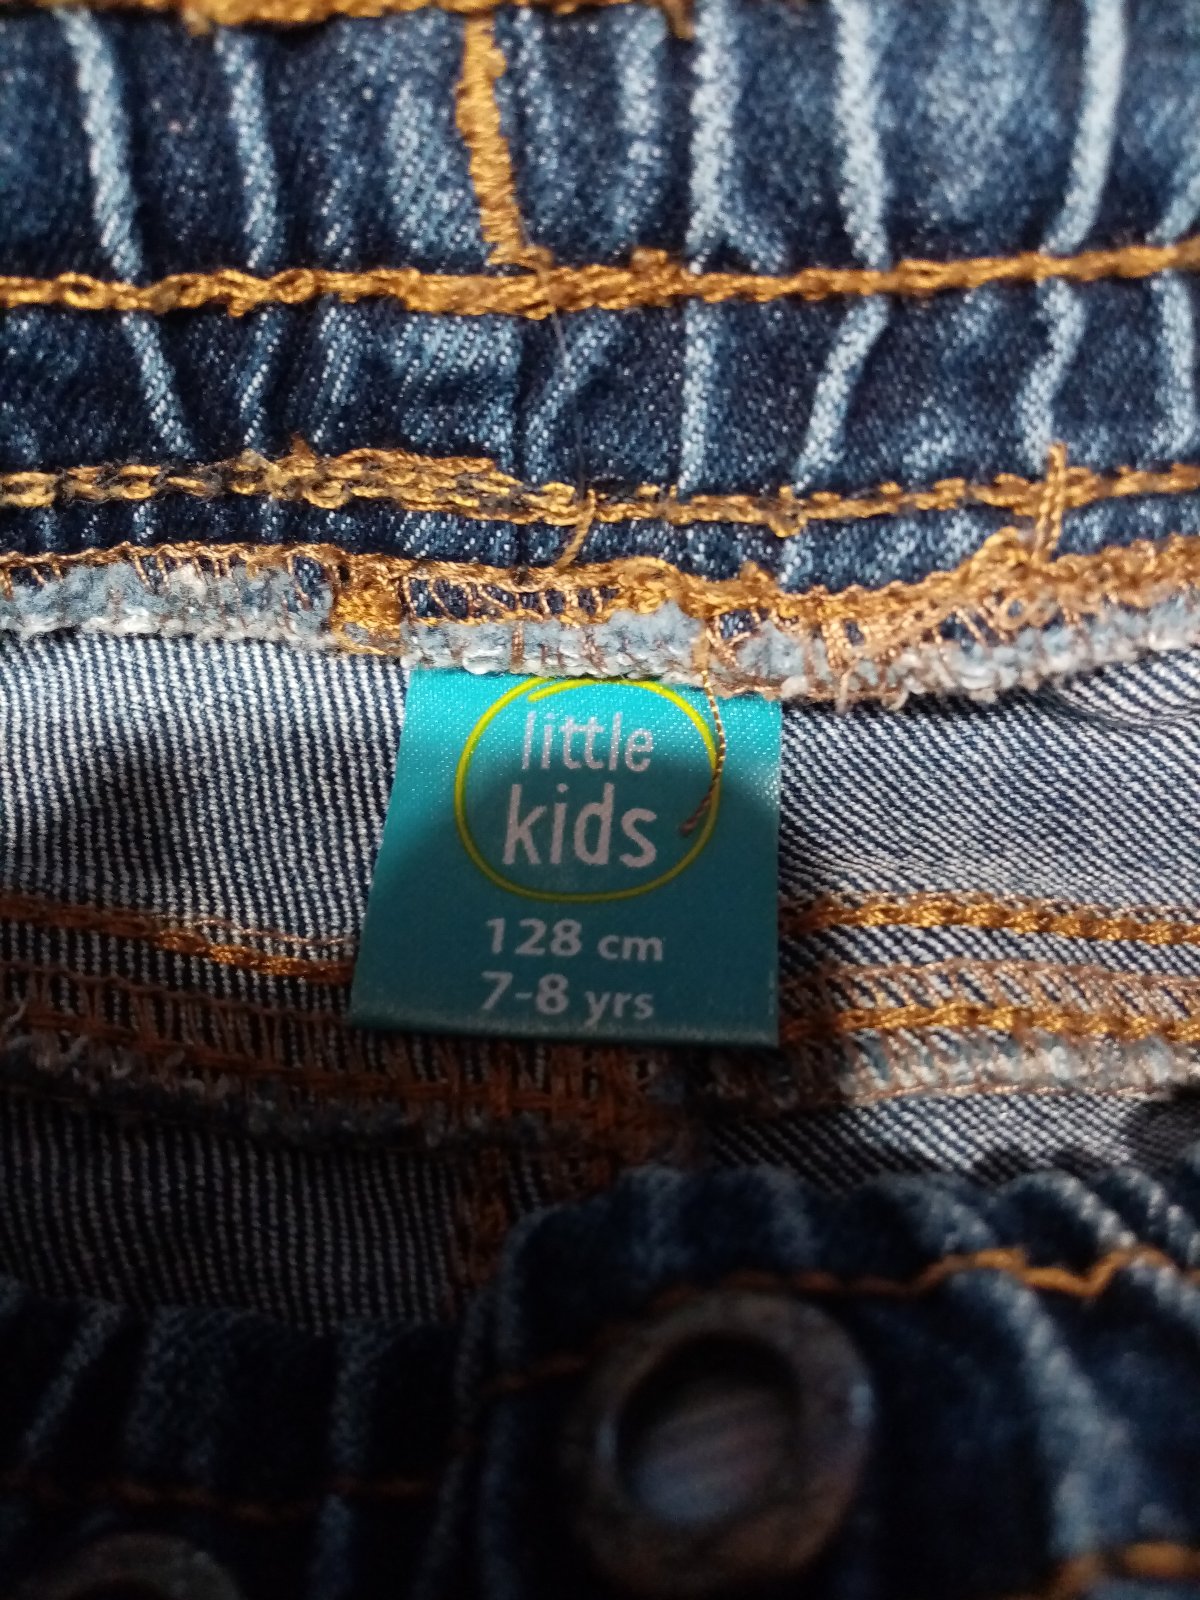 little
kids
128 cm
7-8 yrs